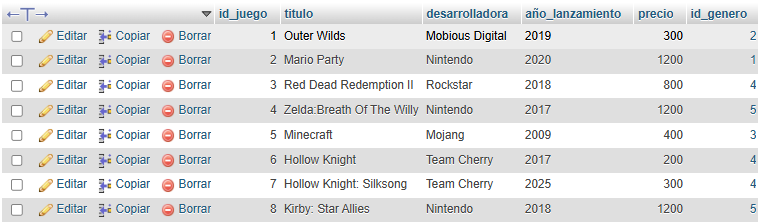 ←T→ id_juego titulo desarrolladora año_lanzamiento precio id_genero
Editar Copiar Borrar 1 Outer Wilds Mobious Digital 2019 300 2
Editar Copiar Borrar 2 Mario Party Nintendo 2020 1200 1
Editar Copiar Borrar 3 Red Dead Redemption II Rockstar 2018 800 4
Editar Copiar Borrar 4 Zelda:Breath Of The Willy Nintendo 2017 1200 5
Editar Copiar Borrar 5 Minecraft Mojang 2009 400 3
Editar Copiar Borrar 6 Hollow Knight Team Cherry 2017 200 4
Editar Copiar Borrar 7 Hollow Knight: Silksong Team Cherry 2025 300 4
Editar Copiar Borrar 8 Kirby: Star Allies Nintendo 2018 1200 5